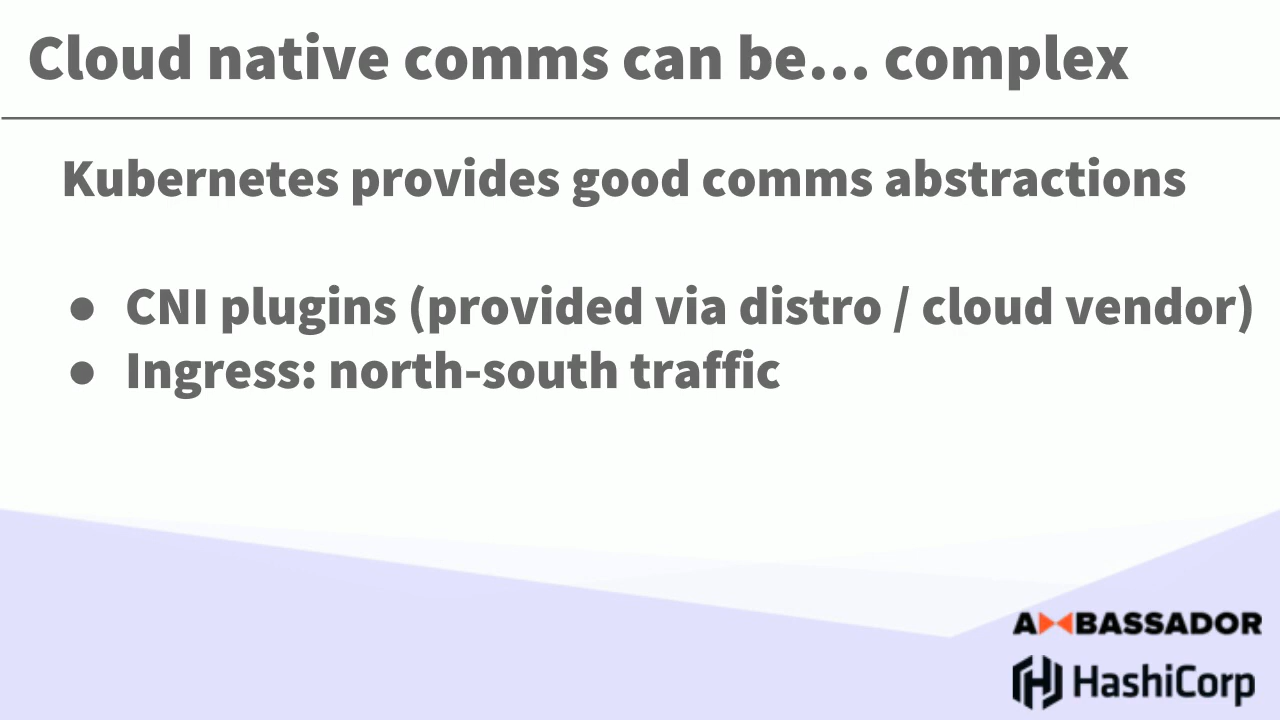 Cloud native comms can be... complex
Kubernetes provides good comms abstractions
● CNI plugins (provided via distro / cloud vendor)
● Ingress: north-south traffic
AMBASSADOR
HashiCorp